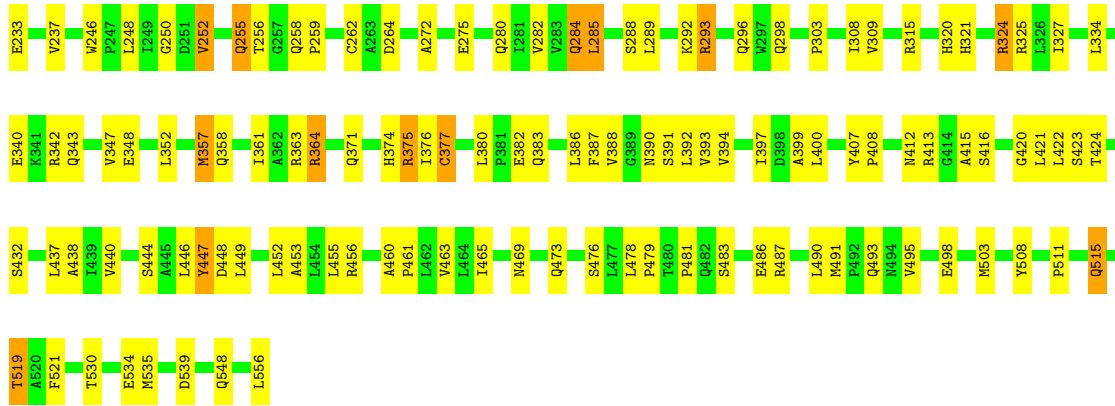 E233 V237 W246 P247 L248 I249 G250 D251 V252 Q255 T256 G257 Q258 P259 C262 A263 D264 A272 E275 Q280 I281 V282 V283 Q284 L285 S288 L289 K292 R293 Q296 W297 Q298 F303 I308 V309 R315 H320 H321 R324 R325 L326 I327 L334
E340 K341 R342 Q343 V347 E348 L352 M357 Q358 I361 A362 R363 R364 Q371 H374 R375 I376 C377 L380 P381 E382 Q383 L386 F387 V388 G389 N390 S391 L392 V393 V394 I397 D398 A399 L400 Y407 P408 N412 R413 G414 A415 S416 G420 L421 L422 S423 T424
S432 L437 A438 I439 V440 S444 A445 L446 Y447 D448 L449 L452 A453 L454 L455 R456 A460 P461 L462 V463 L464 I465 N469 Q473 S476 L477 L478 P479 T480 P481 Q482 S483 E486 R487 L490 M491 P492 Q493 N494 V495 E498 M503 Y508 P511 Q515
T519 A520 F521 T530 E534 M535 D539 Q548 L556